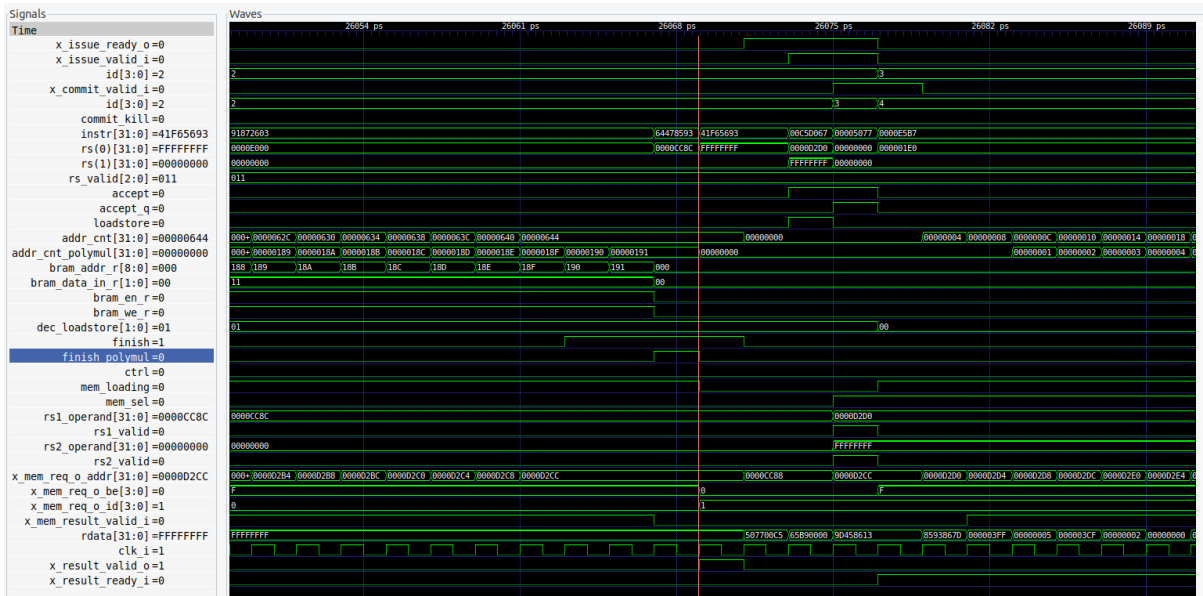 Signals
Waves
Time
26054 ps 26061 ps 26068 ps 26075 ps 26082 ps 26089 ps
x_issue_ready_o=0
x_issue_valid_i=0
id[3:0]=2 2 3
x_commit_valid_i=0
id[3:0]=2 2 3 4
commit_kill=0
instr[31:0]=41F65693 91872603 64478593 41F65693 00C5D067 00005077 0000E5B7
rs(0)[31:0]=FFFFFFFF 0000E000 0000CC8C FFFFFFFF 0000D2D0 00000000 000001E0
rs(1)[31:0]=00000000 00000000 FFFFFFFF 00000000
rs_valid[2:0]=011 011
accept=0
accept_q=0
loadstore=0
addr_cnt[31:0]=00000644 000+ 0000062C 00000630 00000634 00000638 0000063C 00000640 00000644 00000000 00000004 00000008 0000000C 00000010 00000014 00000018 0
addr_cnt_polymul[31:0]=00000000 000+ 00000189 0000018A 0000018B 0000018C 0000018D 0000018E 0000018F 00000190 00000191 00000000 00000001 00000002 00000003 00000004 0
bram_addr_r[8:0]=000 188 189 18A 18B 18C 18D 18E 18F 190 191 000
bram_data_in_r[1:0]=00 11 00
bram_en_r=0
bram_we_r=0
dec_loadstore[1:0]=01 01 00
finish=1
finish_polymul=0
ctrl=0
mem_loading=0
mem_sel=0
rs1_operand[31:0]=0000CC8C 0000CC8C 0000D2D0
rs1_valid=0
rs2_operand[31:0]=00000000 00000000 FFFFFFFF
rs2_valid=0
x_mem_req_o_addr[31:0]=0000D2CC 000+ 0000D2B4 0000D2B8 0000D2BC 0000D2C0 0000D2C4 0000D2C8 0000D2CC 0000CC88 0000D2CC 0000D2D0 0000D2D4 0000D2D8 0000D2DC 0000D2E0 0000D2E4 0
x_mem_req_o_be[3:0]=0 F 0 F
x_mem_req_o_id[3:0]=1 0 1
x_mem_result_valid_i=0
rdata[31:0]=FFFFFFFF FFFFFFFF 507700C5 65B90000 9D458613 8593867D 000003FF 00000005 000003CF 00000002 00000000 0
clk_i=1
x_result_valid_o=1
x_result_ready_i=0